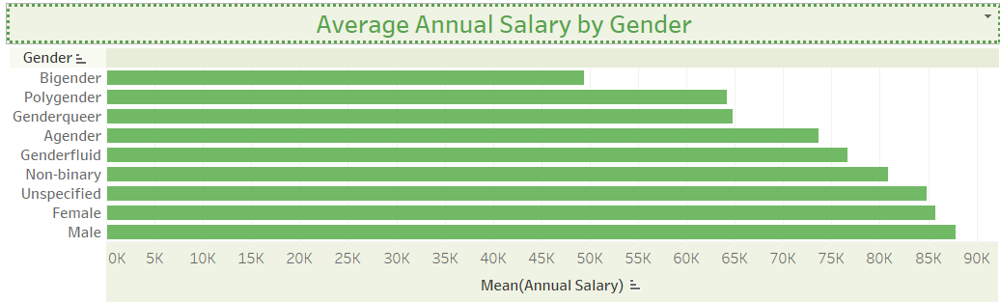 Average Annual Salary by Gender
Gender
Bigender
Polygender
Genderqueer
Agender
Genderfluid
Non-binary
Unspecified
Female
Male
0K 5K 10K 15K 20K 25K 30K 35K 40K 45K 50K 55K 60K 65K 70K 75K 80K 85K 90K
Mean(Annual Salary)